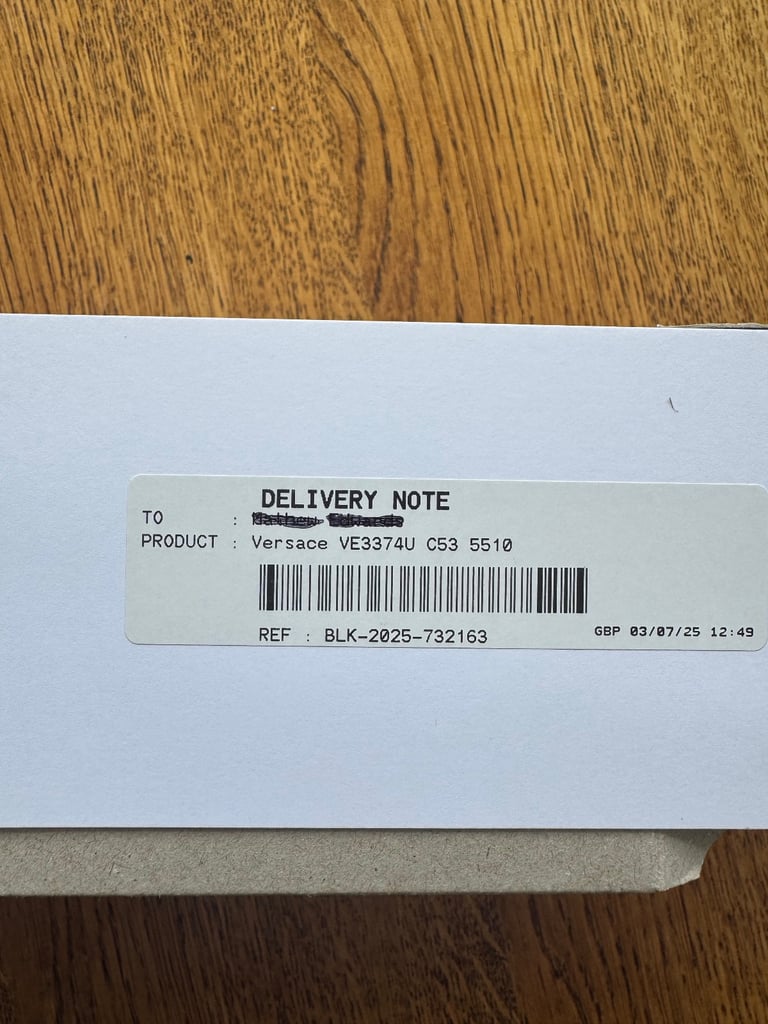 DELIVERY NOTE
TO :
PRODUCT : Versace VE3374U C53 5510
REF : BLK-2025-732163
GBP 03/07/25 12:49